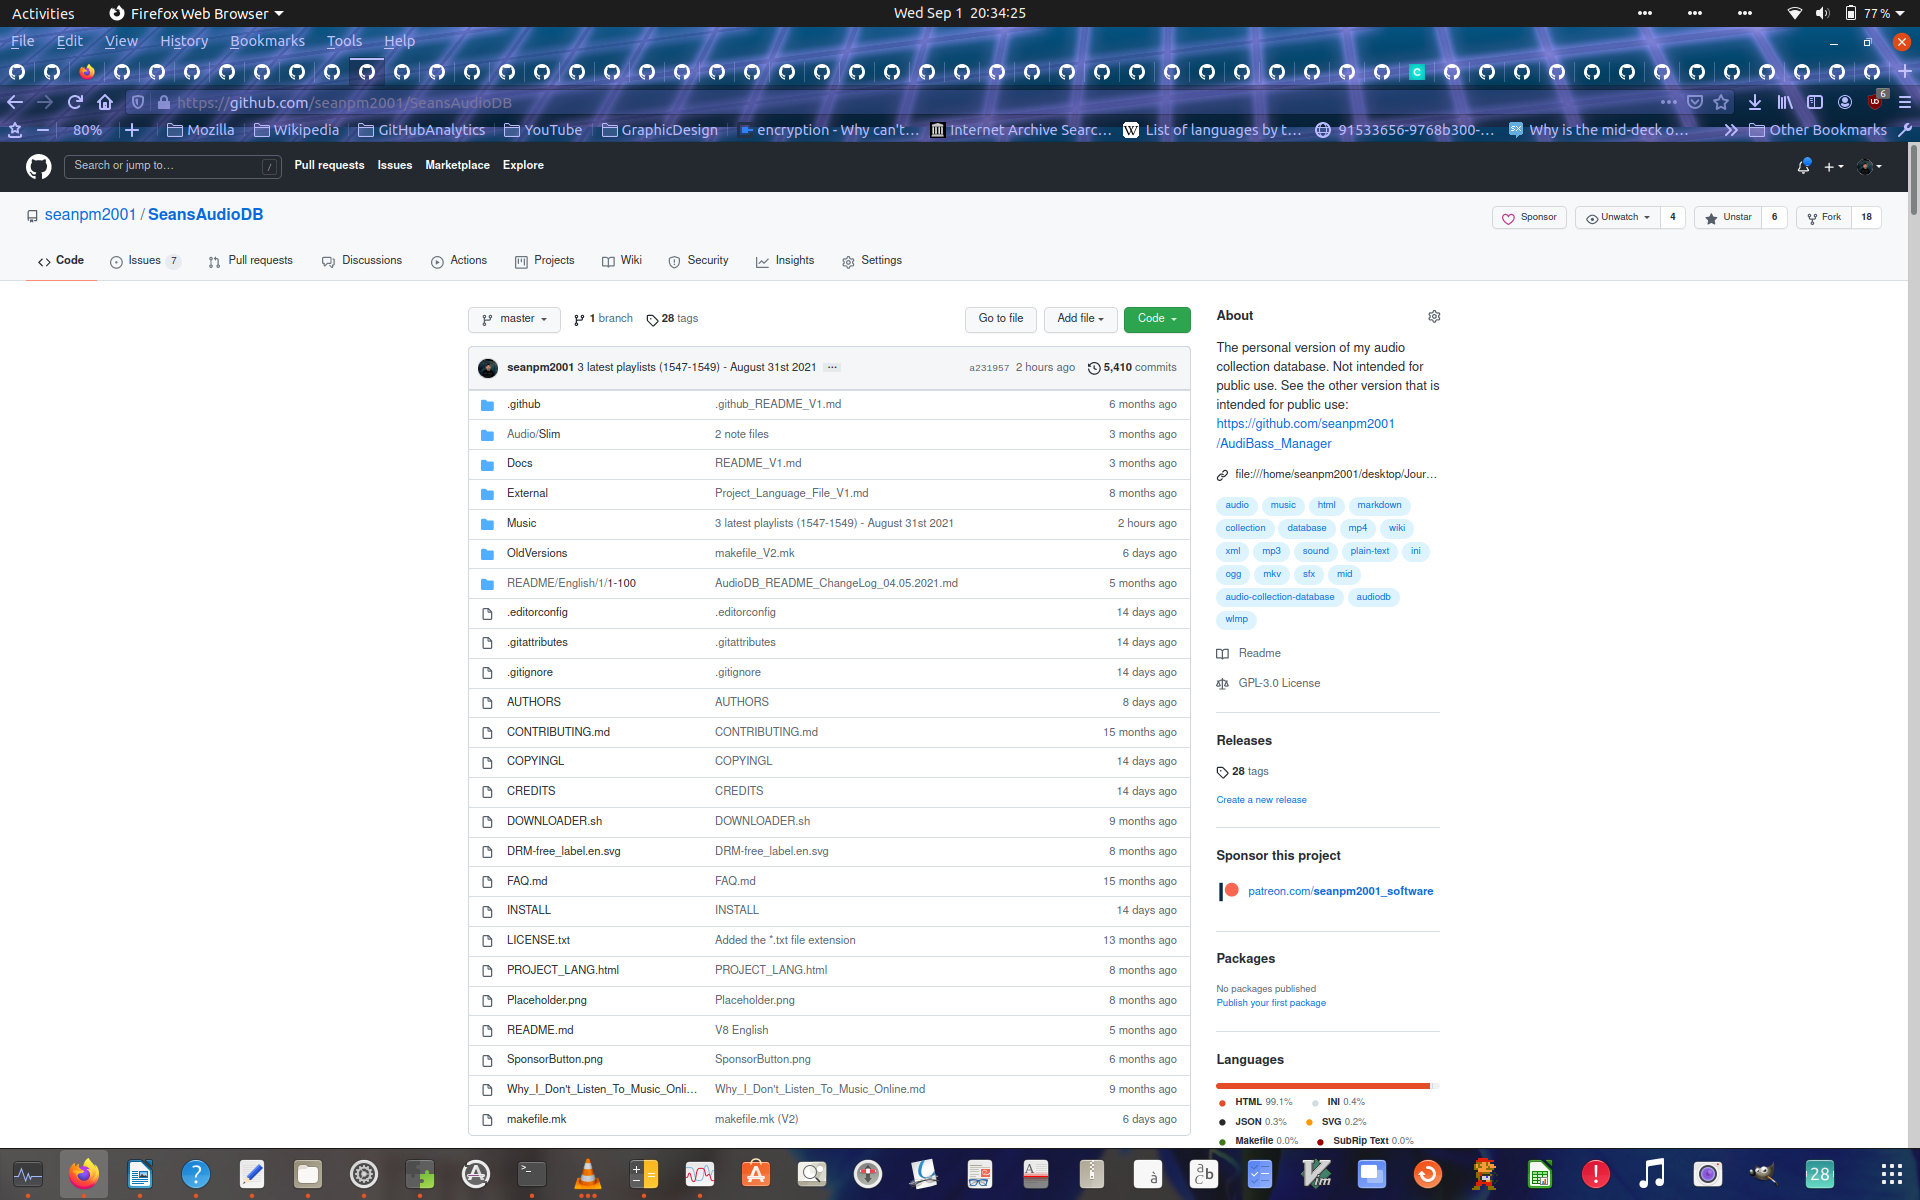 Activities Firefox Web Browser Wed Sep 1 20:34:25 77 %
File Edit View History Bookmarks Tools Help
https://github.com/seanpm2001/SeansAudioDB 6
80% Mozilla Wikipedia GitHubAnalytics YouTube GraphicDesign encryption - Why can't… Internet Archive Searc… List of languages by t… 91533656-9768b300-… Why is the mid-deck o… Other Bookmarks
Search or jump to… / Pull requests Issues Marketplace Explore
seanpm2001 / SeansAudioDB Sponsor Unwatch 4 Unstar 6 Fork 18
Code Issues 7 Pull requests Discussions Actions Projects Wiki Security Insights Settings
master 1 branch 28 tags Go to file Add file Code
seanpm2001 3 latest playlists (1547-1549) - August 31st 2021 … a231957 2 hours ago 5,410 commits
.github .github_README_V1.md 6 months ago
Audio/Slim 2 note files 3 months ago
Docs README_V1.md 3 months ago
External Project_Language_File_V1.md 8 months ago
Music 3 latest playlists (1547-1549) - August 31st 2021 2 hours ago
OldVersions makefile_V2.mk 6 days ago
README/English/1/1-100 AudioDB_README_ChangeLog_04.05.2021.md 5 months ago
.editorconfig .editorconfig 14 days ago
.gitattributes .gitattributes 14 days ago
.gitignore .gitignore 14 days ago
AUTHORS AUTHORS 8 days ago
CONTRIBUTING.md CONTRIBUTING.md 15 months ago
COPYINGL COPYINGL 14 days ago
CREDITS CREDITS 14 days ago
DOWNLOADER.sh DOWNLOADER.sh 9 months ago
DRM-free_label.en.svg DRM-free_label.en.svg 8 months ago
FAQ.md FAQ.md 15 months ago
INSTALL INSTALL 14 days ago
LICENSE.txt Added the *.txt file extension 13 months ago
PROJECT_LANG.html PROJECT_LANG.html 8 months ago
Placeholder.png Placeholder.png 8 months ago
README.md V8 English 5 months ago
SponsorButton.png SponsorButton.png 6 months ago
Why_I_Don't_Listen_To_Music_Onli… Why_I_Don't_Listen_To_Music_Online.md 9 months ago
makefile.mk makefile.mk (V2) 6 days ago
About
The personal version of my audio
collection database. Not intended for
public use. See the other version that is
intended for public use:
https://github.com/seanpm2001
/AudiBass_Manager
file:///home/seanpm2001/desktop/Jour…
audio music html markdown
collection database mp4 wiki
xml mp3 sound plain-text ini
ogg mkv sfx mid
audio-collection-database audiodb
wlmp
Readme
GPL-3.0 License
Releases
28 tags
Create a new release
Sponsor this project
patreon.com/seanpm2001_software
Packages
No packages published
Publish your first package
Languages
HTML 99.1% INI 0.4%
JSON 0.3% SVG 0.2%
Makefile 0.0% SubRip Text 0.0%
28